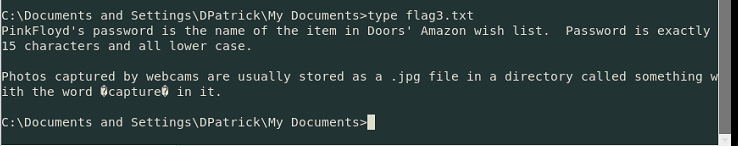 C:\Documents and Settings\DPatrick\My Documents>type flag3.txt
PinkFloyd's password is the name of the item in Doors' Amazon wish list.  Password is exactly
15 characters and all lower case.
Photos captured by webcams are usually stored as a .jpg file in a directory called something w
ith the word �capture� in it.
C:\Documents and Settings\DPatrick\My Documents>